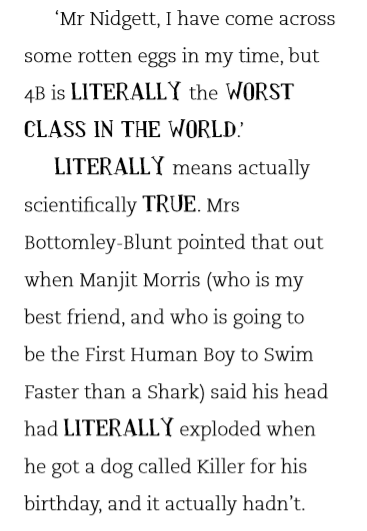 ‘Mr Nidgett, I have come across
some rotten eggs in my time, but
4B is LITERALLY the WORST
CLASS IN THE WORLD.’
LITERALLY means actually
scientifically TRUE. Mrs
Bottomley-Blunt pointed that out
when Manjit Morris (who is my
best friend, and who is going to
be the First Human Boy to Swim
Faster than a Shark) said his head
had LITERALLY exploded when
he got a dog called Killer for his
birthday, and it actually hadn’t.